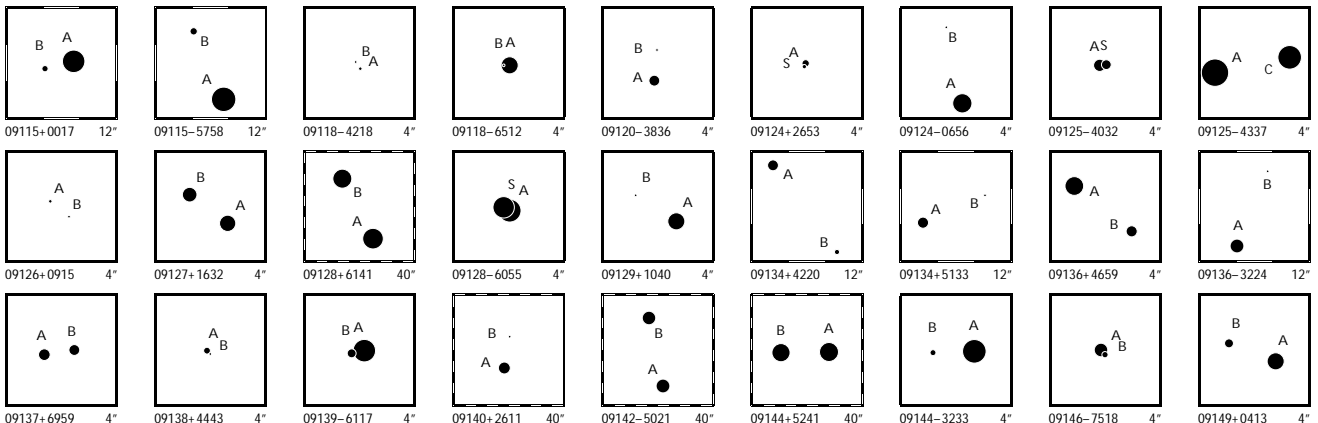 B A
09115+0017 12″
B
A
09115−5758 12″
B
A
09118−4218 4″
B A
09118−6512 4″
B
A
09120−3836 4″
A
S
09124+2653 4″
B
A
09124−0656 4″
A S
09125−4032 4″
A
C
09125−4337 4″
A
B
09126+0915 4″
B
A
09127+1632 4″
B
A
09128+6141 40″
S A
09128−6055 4″
B
A
09129+1040 4″
A
B
09134+4220 12″
A B
09134+5133 12″
A
B
09136+4659 4″
B
A
09136−3224 12″
A B
09137+6959 4″
A
B
09138+4443 4″
B A
09139−6117 4″
B
A
09140+2611 40″
B
A
09142−5021 40″
B A
09144+5241 40″
B A
09144−3233 4″
A
B
09146−7518 4″
B
A
09149+0413 4″